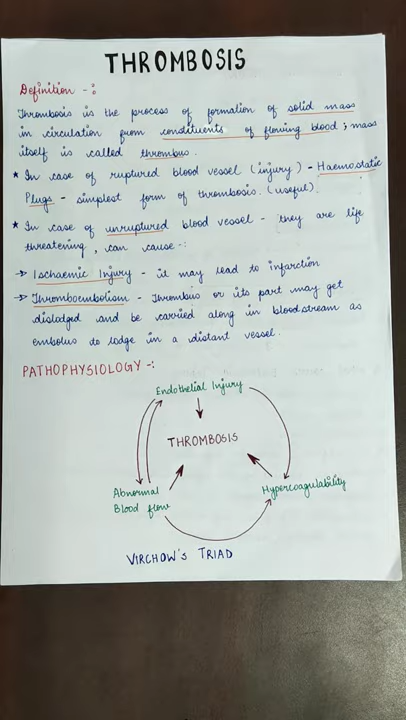 THROMBOSIS
Definition -:
Thrombosis is the process of formation of solid mass
in circulation from constituents of flowing blood ; mass
itself is called thrombus.
* In case of ruptured blood vessel (injury) - Haemostatic
Plugs - simplest form of thrombosis. (useful)
* In case of unruptured blood vessel - they are life
threatening, can cause -:
→ Ischaemic Injury - it may lead to infarction
→ Thromboembolism - Thrombus or its part may get
dislodged and be carried along in bloodstream as
embolus to lodge in a distant vessel.
PATHOPHYSIOLOGY -:
Endothelial Injury
THROMBOSIS
Abnormal
Blood flow
Hypercoagulability
VIRCHOW'S TRIAD